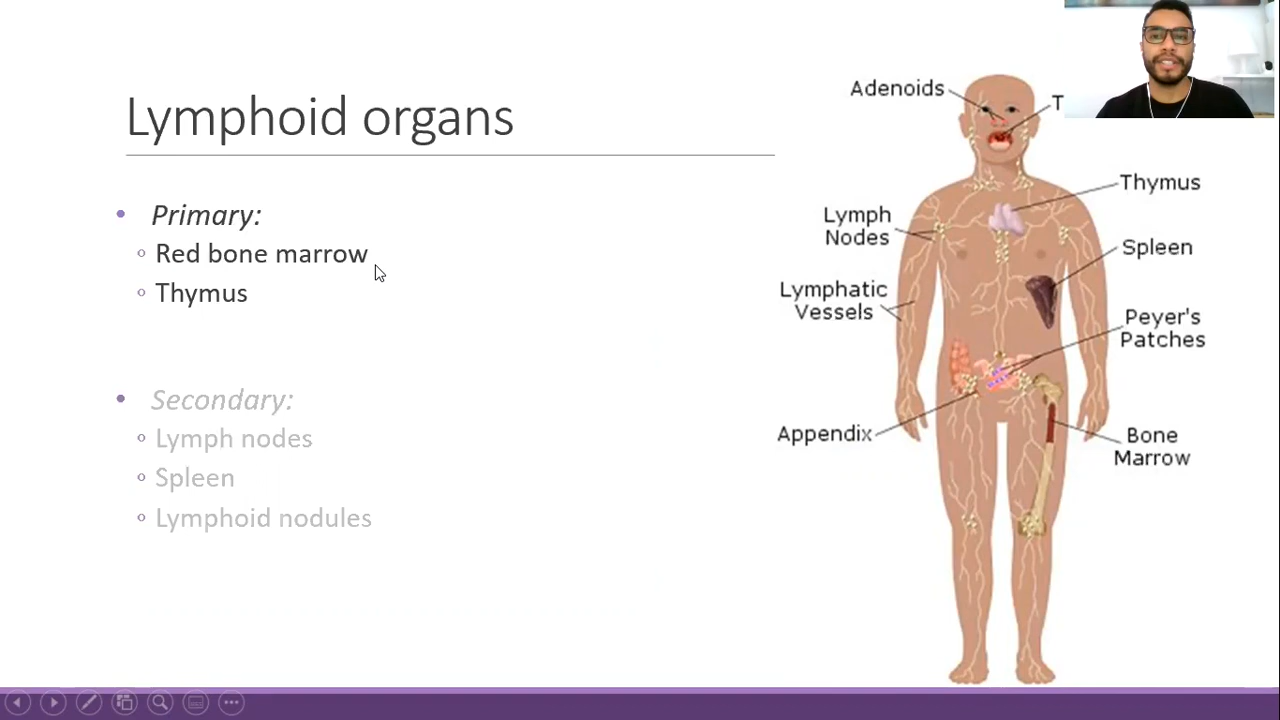 Lymphoid organs
• Primary:
◦ Red bone marrow
◦ Thymus
• Secondary:
◦ Lymph nodes
◦ Spleen
◦ Lymphoid nodules
Adenoids
T
Thymus
Lymph
Nodes
Spleen
Lymphatic
Vessels
Peyer's
Patches
Appendix
Bone
Marrow